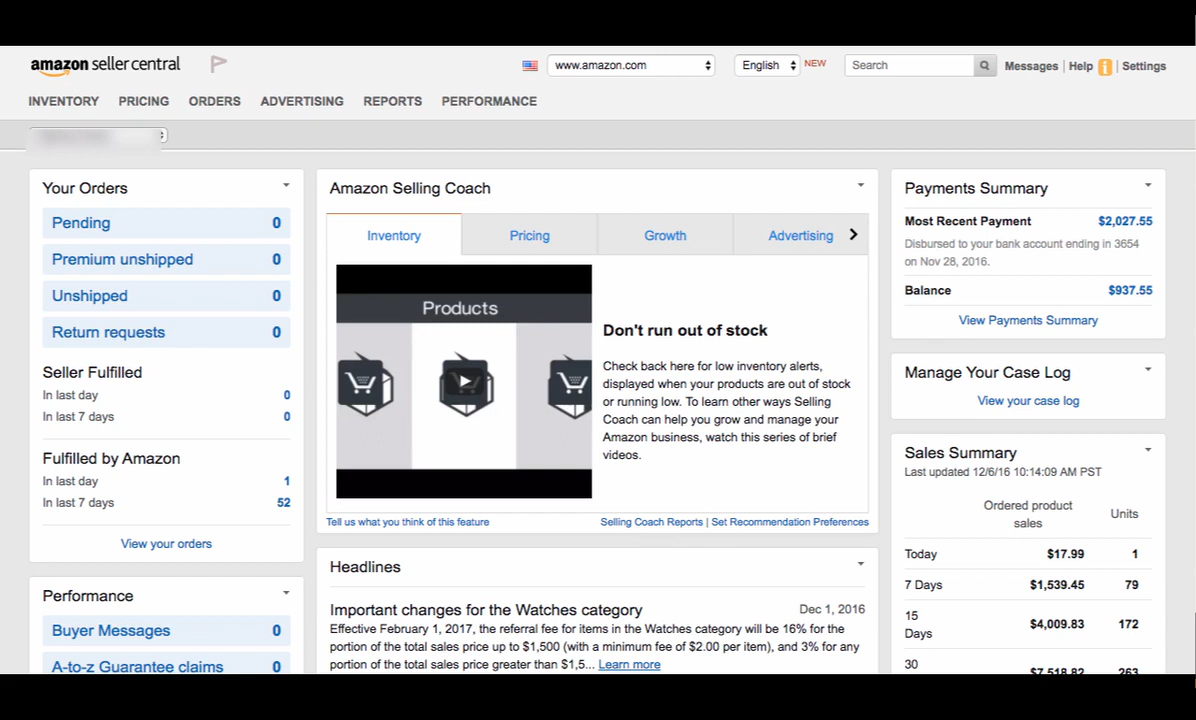 amazon seller central
www.amazon.com
English
NEW
Search
Messages | Help | Settings
INVENTORY PRICING ORDERS ADVERTISING REPORTS PERFORMANCE
Your Orders
Pending 0
Premium unshipped 0
Unshipped 0
Return requests 0
Seller Fulfilled
In last day 0
In last 7 days 0
Fulfilled by Amazon
In last day 1
In last 7 days 52
View your orders
Performance
Buyer Messages 0
A-to-z Guarantee claims 0
Amazon Selling Coach
Inventory Pricing Growth Advertising
Products
Don't run out of stock
Check back here for low inventory alerts,
displayed when your products are out of stock
or running low. To learn other ways Selling
Coach can help you grow and manage your
Amazon business, watch this series of brief
videos.
Tell us what you think of this feature
Selling Coach Reports | Set Recommendation Preferences
Headlines
Important changes for the Watches category Dec 1, 2016
Effective February 1, 2017, the referral fee for items in the Watches category will be 16% for the
portion of the total sales price up to $1,500 (with a minimum fee of $2.00 per item), and 3% for any
portion of the total sales price greater than $1,5... Learn more
Payments Summary
Most Recent Payment $2,027.55
Disbursed to your bank account ending in 3654
on Nov 28, 2016.
Balance $937.55
View Payments Summary
Manage Your Case Log
View your case log
Sales Summary
Last updated 12/6/16 10:14:09 AM PST
Ordered product
sales
Units
Today $17.99 1
7 Days $1,539.45 79
15
Days
$4,009.83 172
30
$7,518.82 263